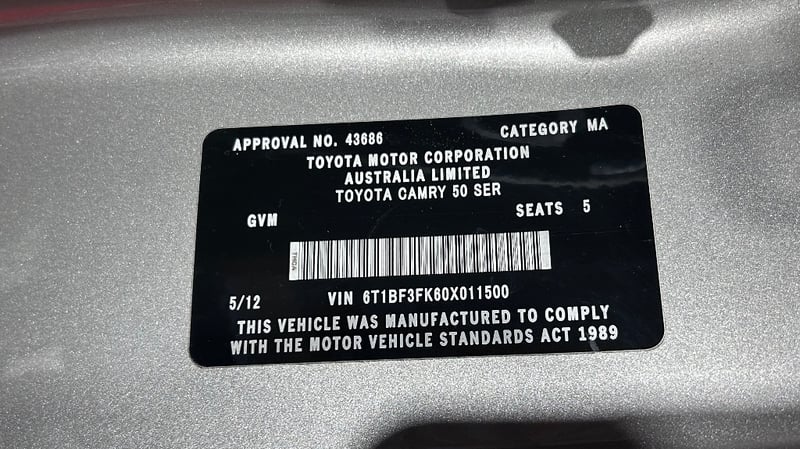 APPROVAL NO. 43686 CATEGORY MA
TOYOTA MOTOR CORPORATION
AUSTRALIA LIMITED
TOYOTA CAMRY 50 SER
GVM SEATS 5
TMCA
5/12 VIN 6T1BF3FK60X011500
THIS VEHICLE WAS MANUFACTURED TO COMPLY
WITH THE MOTOR VEHICLE STANDARDS ACT 1989